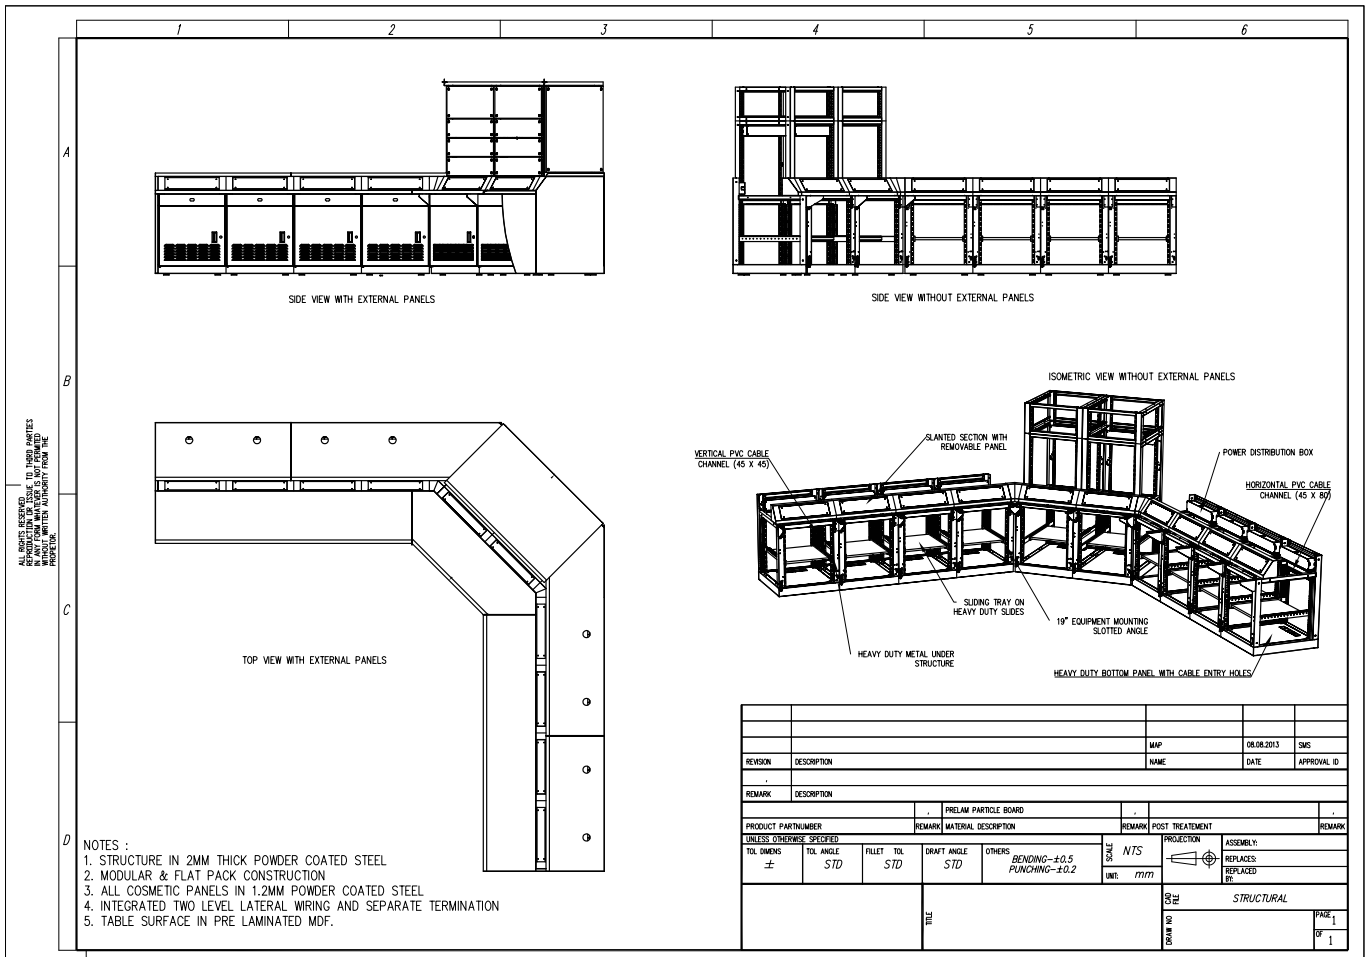 1 2 3 4 5 6
A
B
C
D
SIDE VIEW WITH EXTERNAL PANELS
SIDE VIEW WITHOUT EXTERNAL PANELS
ISOMETRIC VIEW WITHOUT EXTERNAL PANELS
SLANTED SECTION WITH
REMOVABLE PANEL
VERTICAL PVC CABLE
CHANNEL (45 X 45)
POWER DISTRIBUTION BOX
HORIZONTAL PVC CABLE
CHANNEL (45 X 80)
SLIDING TRAY ON
HEAVY DUTY SLIDES
19" EQUIPMENT MOUNTING
SLOTTED ANGLE
HEAVY DUTY METAL UNDER
STRUCTURE
HEAVY DUTY BOTTOM PANEL WITH CABLE ENTRY HOLES
TOP VIEW WITH EXTERNAL PANELS
ALL RIGHTS RESERVED
REPRODUCTION OR ISSUE TO THIRD PARTIES
IN ANY FORM WHATEVER IS NOT PERMITED
WITHOUT WRITTEN AUTHORITY FROM THE
PROPIETOR.
NOTES :
1. STRUCTURE IN 2MM THICK POWDER COATED STEEL
2. MODULAR & FLAT PACK CONSTRUCTION
3. ALL COSMETIC PANELS IN 1.2MM POWDER COATED STEEL
4. INTEGRATED TWO LEVEL LATERAL WIRING AND SEPARATE TERMINATION
5. TABLE SURFACE IN PRE LAMINATED MDF.
MAP 08.08.2013 SMS
REVISION DESCRIPTION NAME DATE APPROVAL ID
REMARK DESCRIPTION
PRELAM PARTICLE BOARD
PRODUCT PARTNUMBER REMARK MATERIAL DESCRIPTION REMARK POST TREATEMENT REMARK
UNLESS OTHERWISE SPECIFIED
TOL DIMENS TOL ANGLE FILLET TOL DRAFT ANGLE OTHERS
± STD STD STD BENDING-±0.5
PUNCHING-±0.2
SCALE NTS
UNIT: mm
PROJECTION
ASSEMBLY:
REPLACES:
REPLACED
BY:
CAD
FILE STRUCTURAL
TITLE
DRAW NO
PAGE 1
OF 1